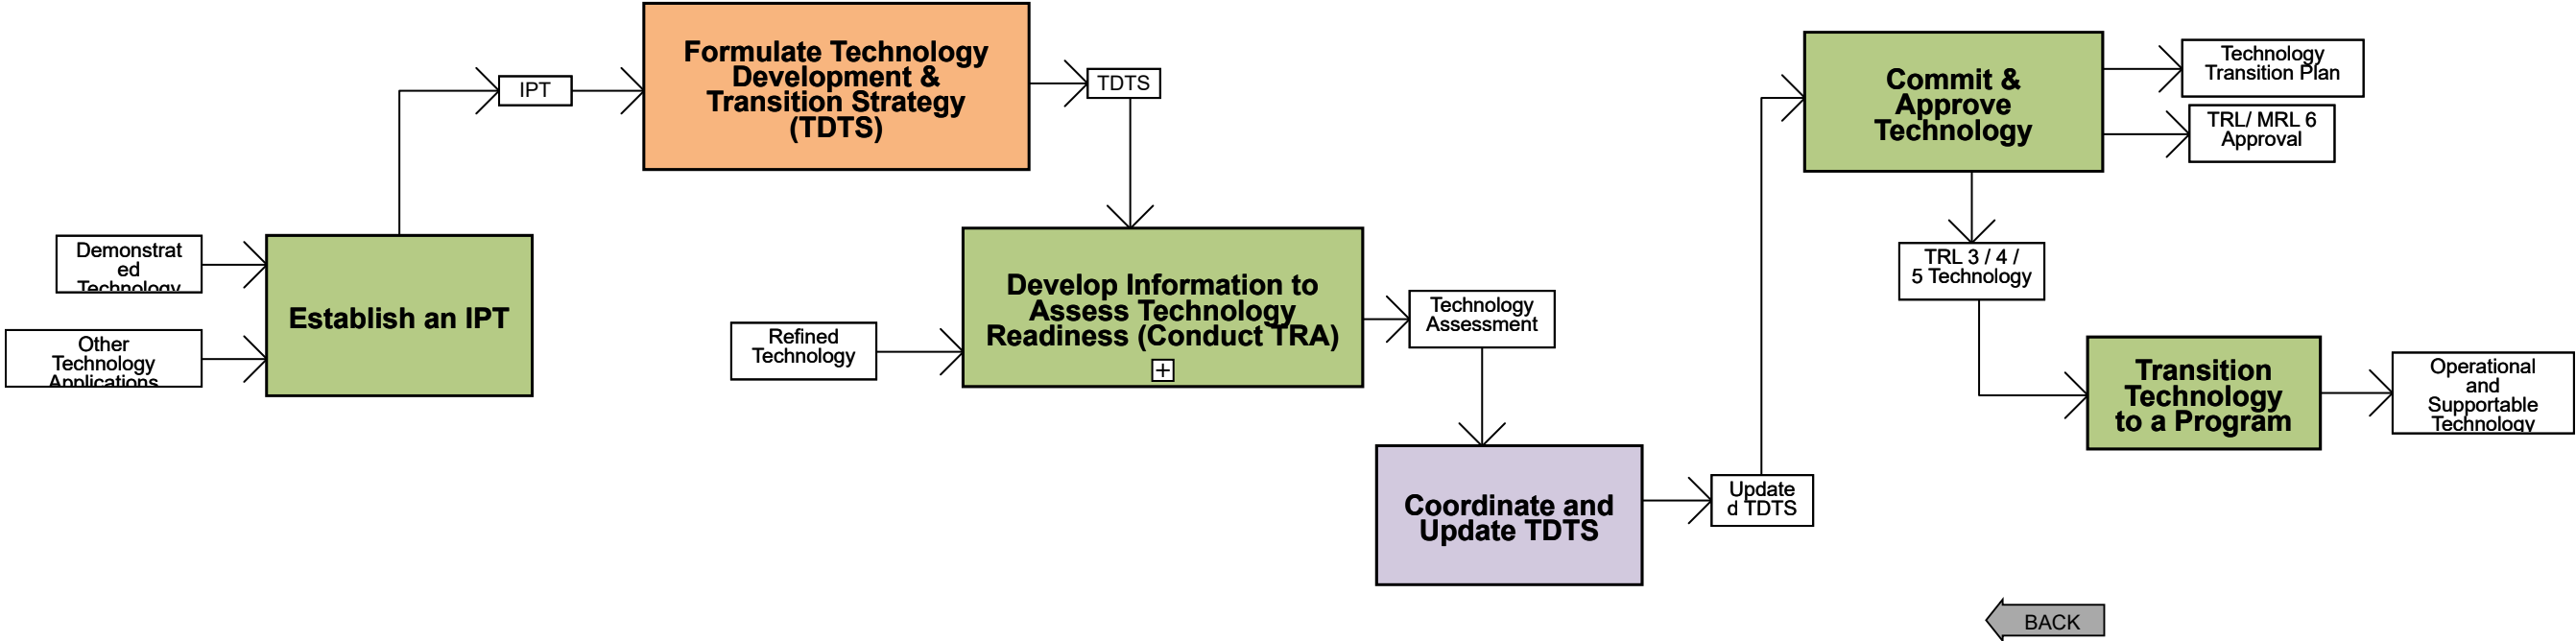 Demonstrat
ed
Technology
Other
Technology
Applications
Establish an IPT
IPT
Formulate Technology
Development &
Transition Strategy
(TDTS)
TDTS
Refined
Technology
Develop Information to
Assess Technology
Readiness (Conduct TRA)
+
Technology
Assessment
Coordinate and
Update TDTS
Update
d TDTS
Commit &
Approve
Technology
Technology
Transition Plan
TRL/ MRL 6
Approval
TRL 3 / 4 /
5 Technology
Transition
Technology
to a Program
Operational
and
Supportable
Technology
BACK